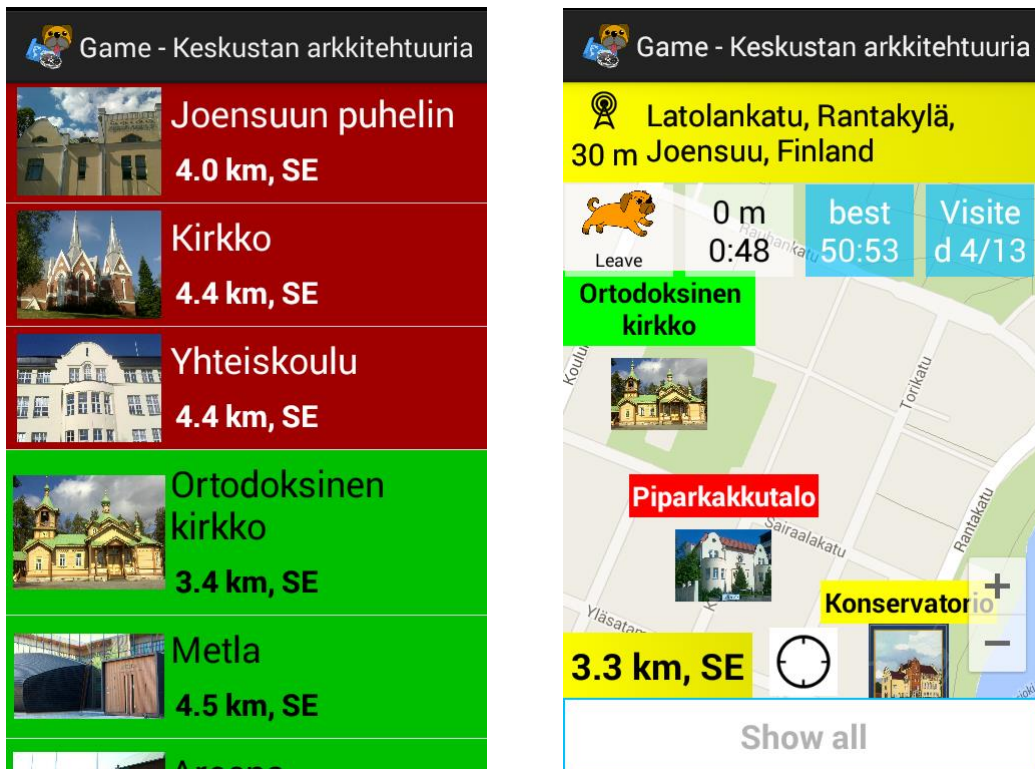 Game - Keskustan arkkitehtuuria
Joensuun puhelin
4.0 km, SE
Kirkko
4.4 km, SE
Yhteiskoulu
4.4 km, SE
Ortodoksinen
kirkko
3.4 km, SE
Metla
4.5 km, SE
Game - Keskustan arkkitehtuuria
Latolankatu, Rantakylä,
30 m Joensuu, Finland
Leave
0 m
0:48
best
50:53
Visite
d 4/13
Rauhankatu
Ortodoksinen
kirkko
Torikatu
Piparkakkutalo
Sairaalakatu
Rantakatu
Konservatorio
+
−
3.3 km, SE
Show all